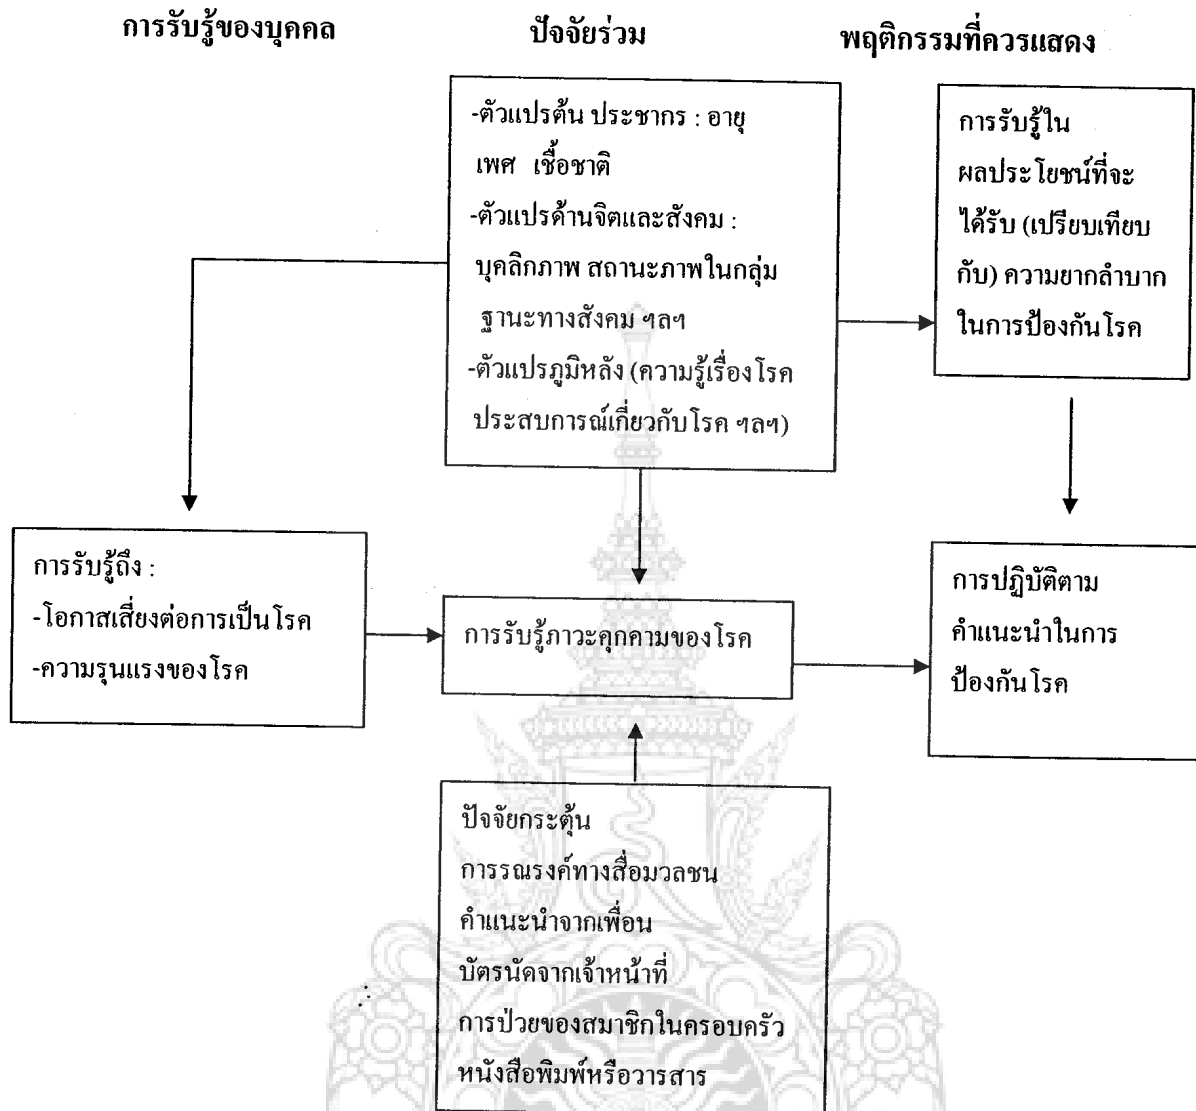 การรับรู้ของบุคคล
ปัจจัยร่วม
พฤติกรรมที่ควรแสดง
-ตัวแปรต้น ประชากร : อายุ
เพศ เชื้อชาติ
-ตัวแปรด้านจิตและสังคม :
บุคลิกภาพ สถานะภาพในกลุ่ม
ฐานะทางสังคม ฯลฯ
-ตัวแปรภูมิหลัง (ความรู้เรื่องโรค
ประสบการณ์เกี่ยวกับโรค ฯลฯ)
การรับรู้ใน
ผลประโยชน์ที่จะ
ได้รับ (เปรียบเทียบ
กับ) ความยากลำบาก
ในการป้องกันโรค
การรับรู้ถึง :
-โอกาสเสี่ยงต่อการเป็นโรค
-ความรุนแรงของโรค
การรับรู้ภาวะคุกคามของโรค
การปฏิบัติตาม
คำแนะนำในการ
ป้องกันโรค
ปัจจัยกระตุ้น
การรณรงค์ทางสื่อมวลชน
คำแนะนำจากเพื่อน
บัตรนัดจากเจ้าหน้าที่
การป่วยของสมาชิกในครอบครัว
หนังสือพิมพ์หรือวารสาร